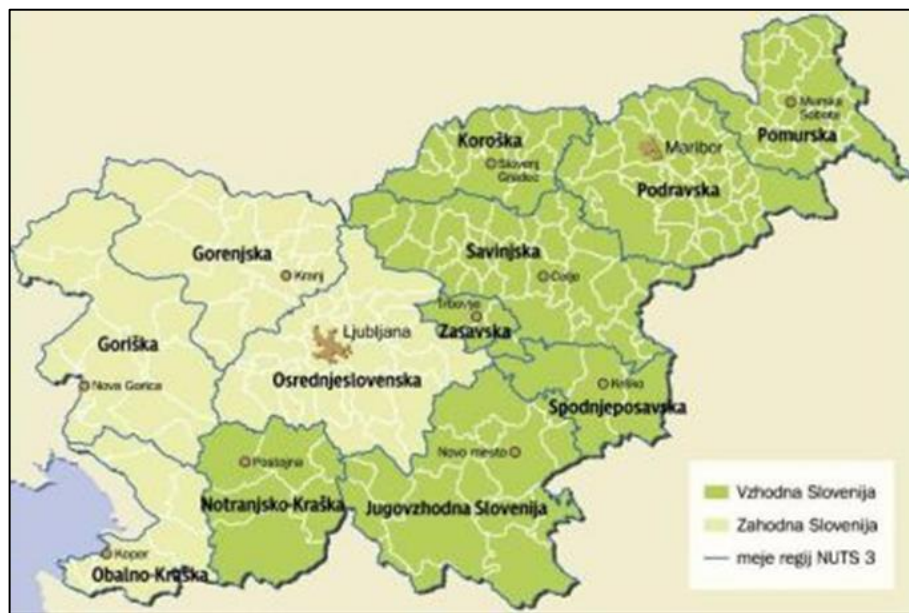 Murska
Sobota
Pomurska
Koroška
Slovenj
Gradec
Maribor
Podravska
Gorenjska
Kranj
Savinjska
Celje
Trbovlje
Zasavska
Ljubljana
Osrednjeslovenska
Goriška
Nova Gorica
Krško
Spodnjeposavska
Postojna
Novo mesto
Notranjsko-Kraška
Jugovzhodna Slovenija
Koper
Obalno-Kraška
Vzhodna Slovenija
Zahodna Slovenija
meje regij NUTS 3